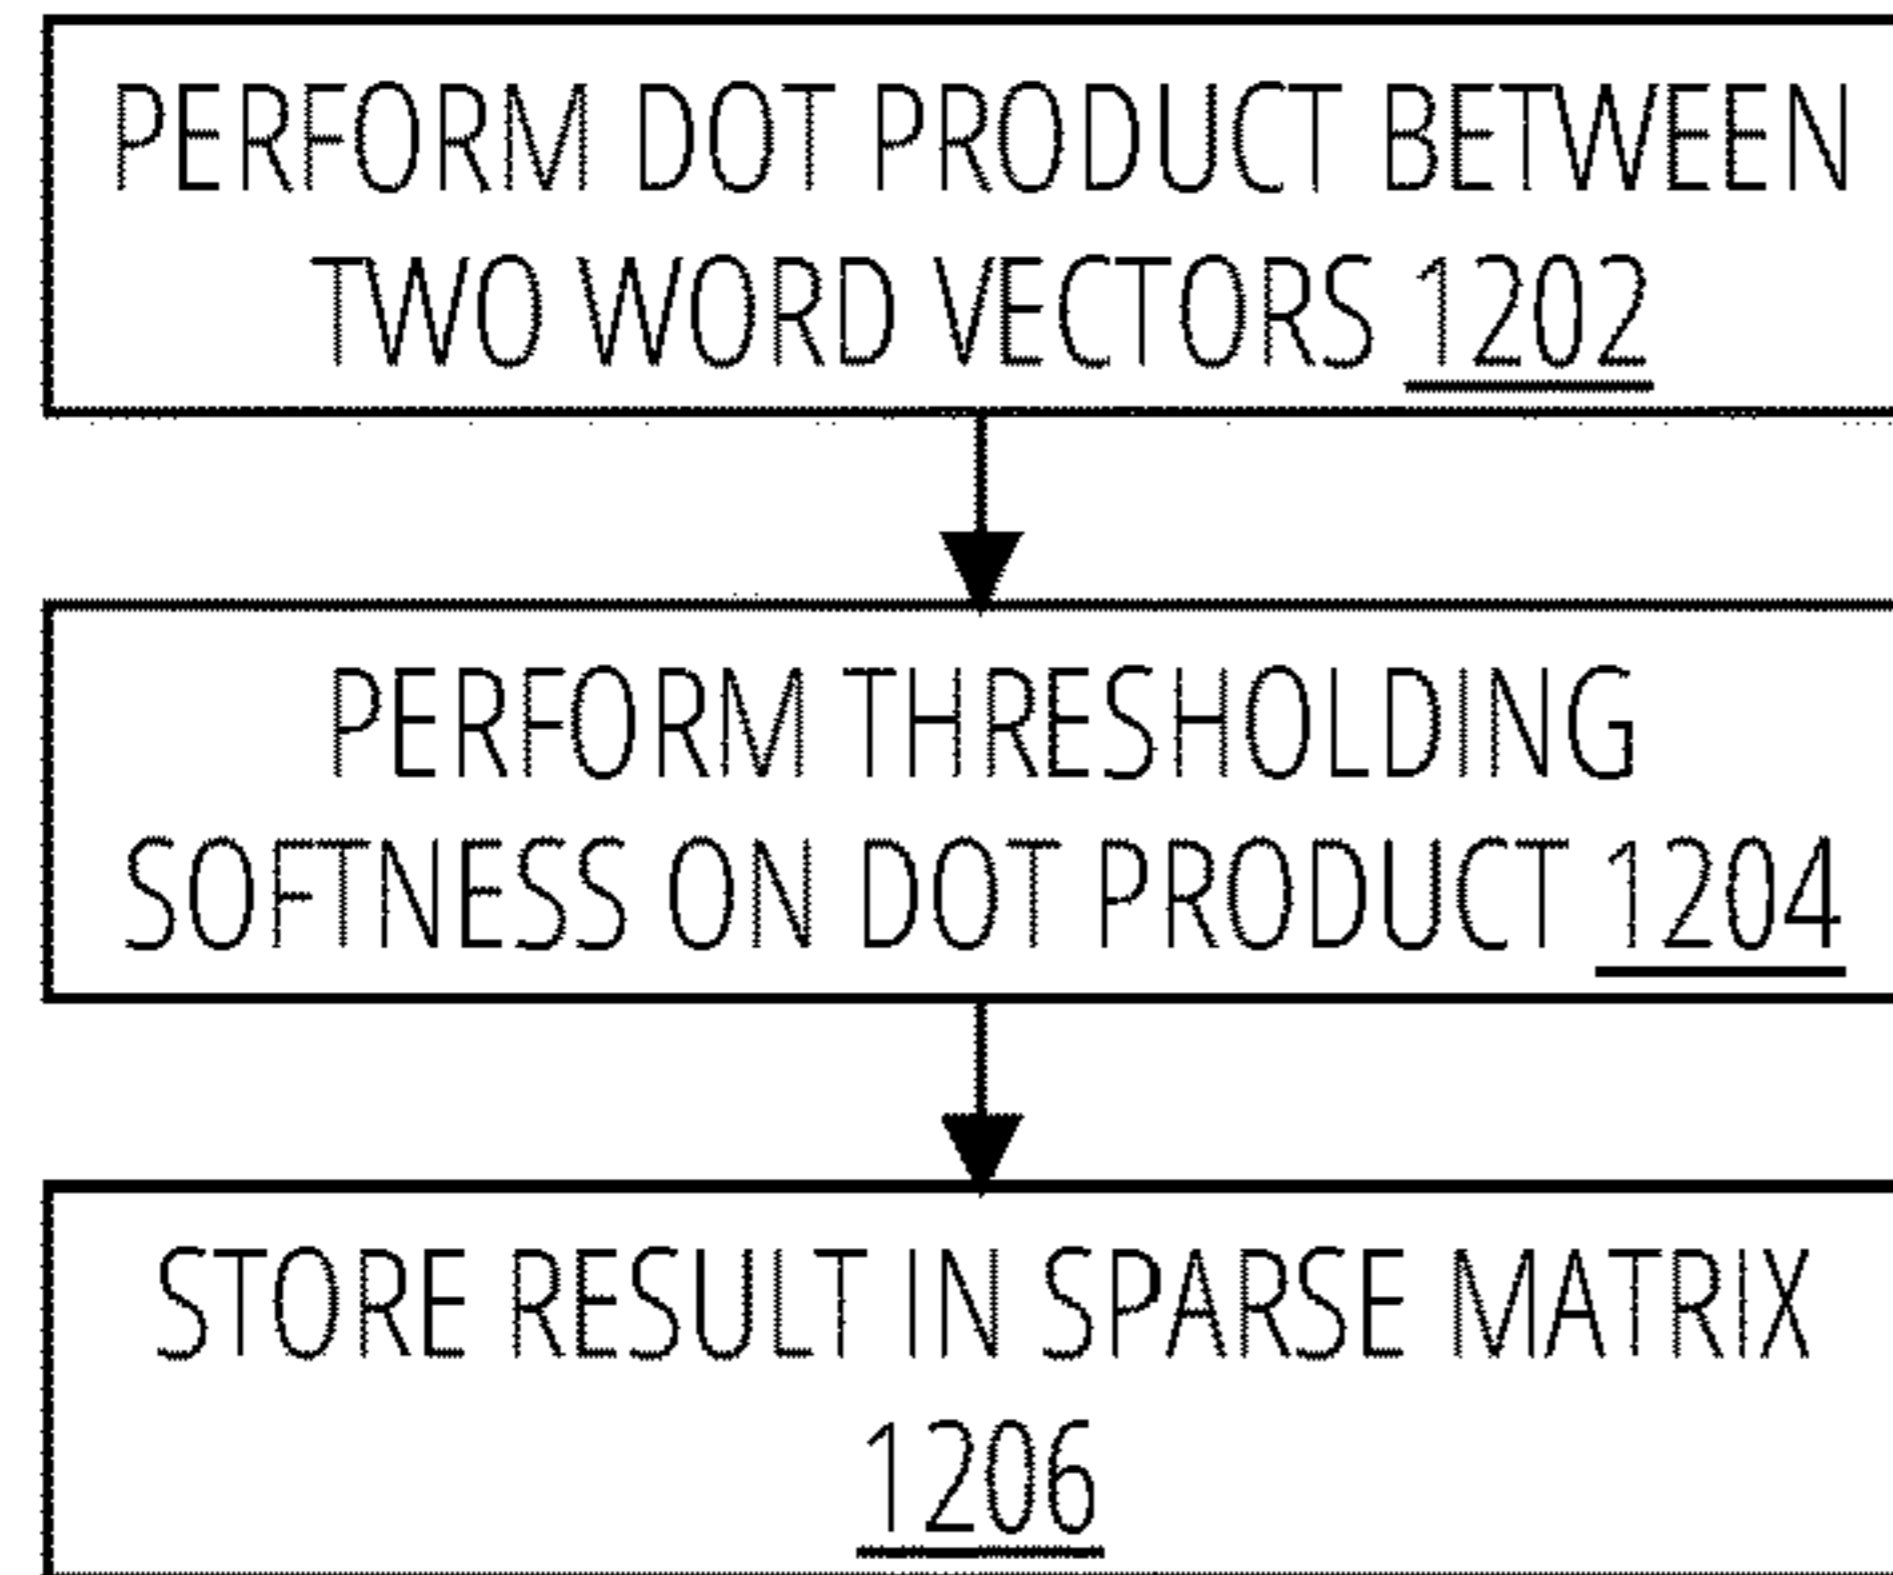 PERFORM DOT PRODUCT BETWEEN
TWO WORD VECTORS 1202
PERFORM THRESHOLDING
SOFTNESS ON DOT PRODUCT 1204
STORE RESULT IN SPARSE MATRIX
1206